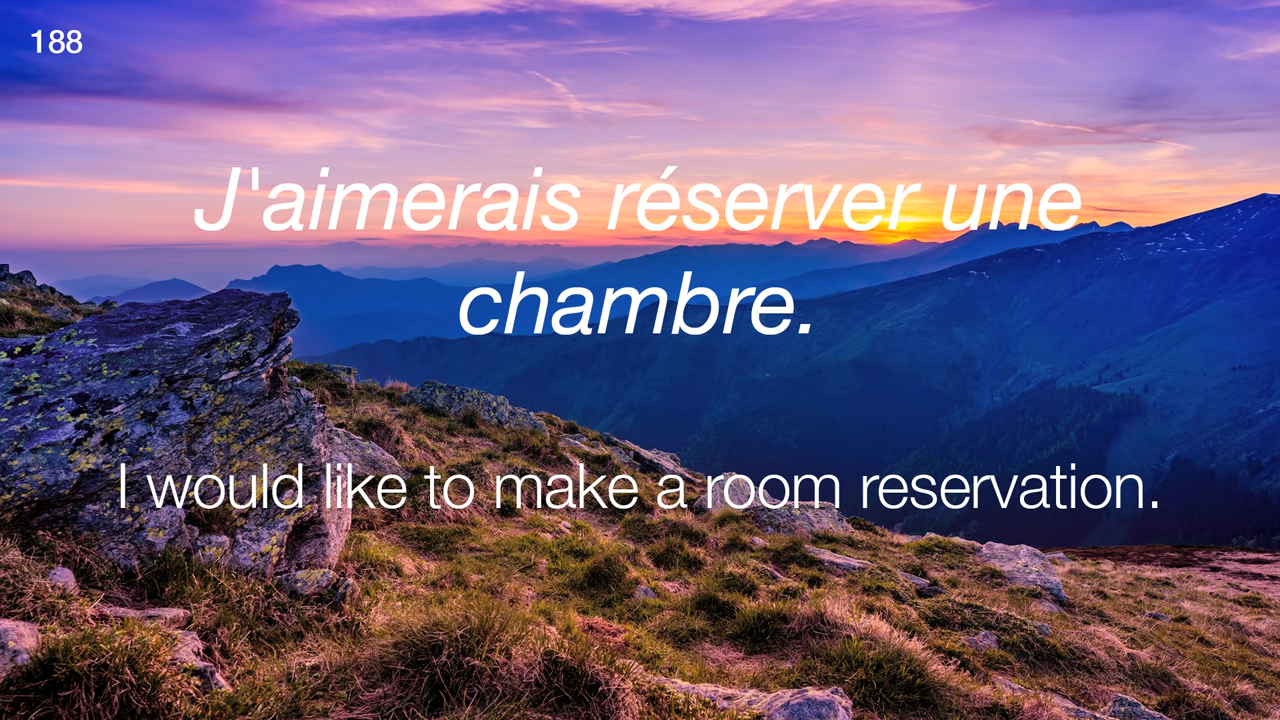 188
J'aimerais réserver une
chambre.
I would like to make a room reservation.